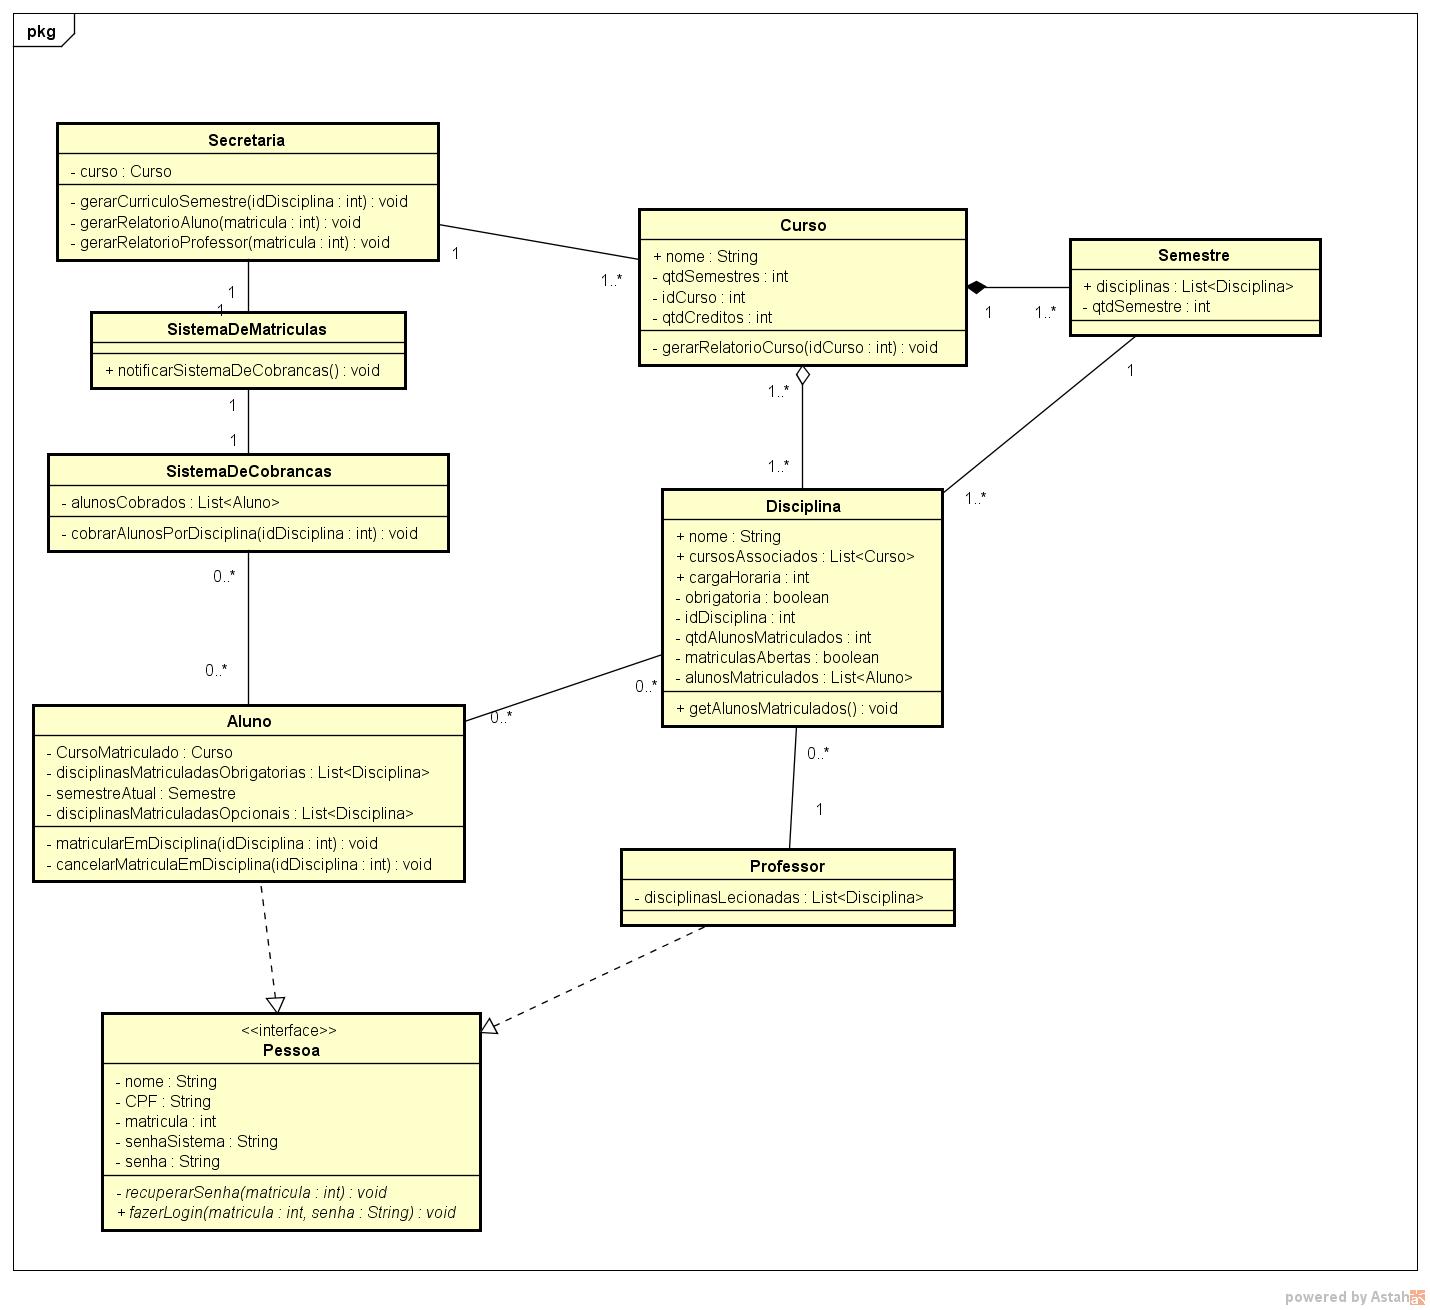 pkg
Secretaria
- curso : Curso
- gerarCurriculoSemestre(idDisciplina : int) : void
- gerarRelatorioAluno(matricula : int) : void
- gerarRelatorioProfessor(matricula : int) : void
1
1..*
1
1
SistemaDeMatriculas
+ notificarSistemaDeCobrancas() : void
1
1
SistemaDeCobrancas
- alunosCobrados : List<Aluno>
- cobrarAlunosPorDisciplina(idDisciplina : int) : void
0..*
0..*
Curso
+ nome : String
- qtdSemestres : int
- idCurso : int
- qtdCreditos : int
- gerarRelatorioCurso(idCurso : int) : void
1
1..*
Semestre
+ disciplinas : List<Disciplina>
- qtdSemestre : int
1
1..*
1..*
1..*
Disciplina
+ nome : String
+ cursosAssociados : List<Curso>
+ cargaHoraria : int
- obrigatoria : boolean
- idDisciplina : int
- qtdAlunosMatriculados : int
- matriculasAbertas : boolean
- alunosMatriculados : List<Aluno>
+ getAlunosMatriculados() : void
0..*
0..*
0..*
1
Aluno
- CursoMatriculado : Curso
- disciplinasMatriculadasObrigatorias : List<Disciplina>
- semestreAtual : Semestre
- disciplinasMatriculadasOpcionais : List<Disciplina>
- matricularEmDisciplina(idDisciplina : int) : void
- cancelarMatriculaEmDisciplina(idDisciplina : int) : void
Professor
- disciplinasLecionadas : List<Disciplina>
<<interface>>
Pessoa
- nome : String
- CPF : String
- matricula : int
- senhaSistema : String
- senha : String
- recuperarSenha(matricula : int) : void
+ fazerLogin(matricula : int, senha : String) : void
powered by Astah